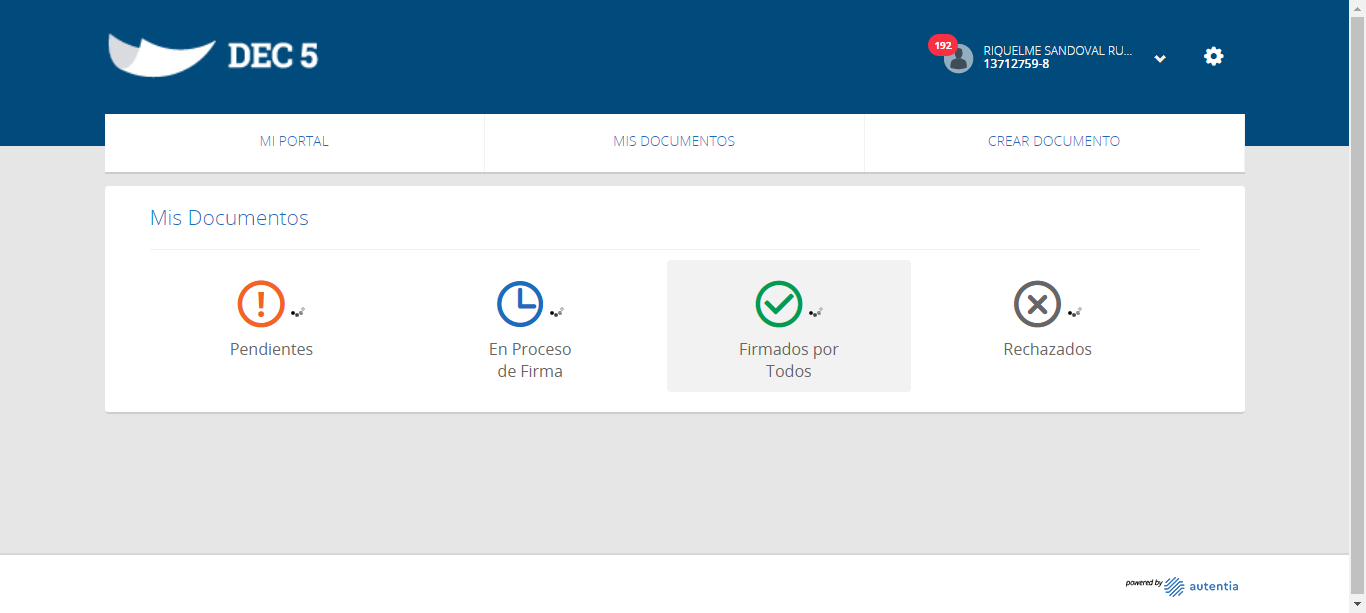 DEC 5
192
RIQUELME SANDOVAL RU...
13712759-8
MI PORTAL
MIS DOCUMENTOS
CREAR DOCUMENTO
Mis Documentos
Pendientes
En Proceso
de Firma
Firmados por
Todos
Rechazados
powered by
autentia